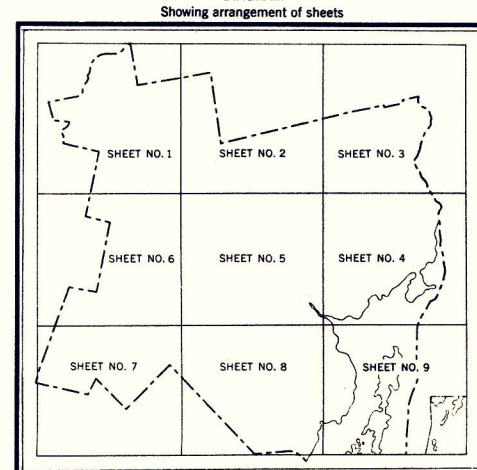 Showing arrangement of sheets
SHEET NO. 1
SHEET NO. 2
SHEET NO. 3
SHEET NO. 6
SHEET NO. 5
SHEET NO. 4
SHEET NO. 7
SHEET NO. 8
SHEET NO. 9